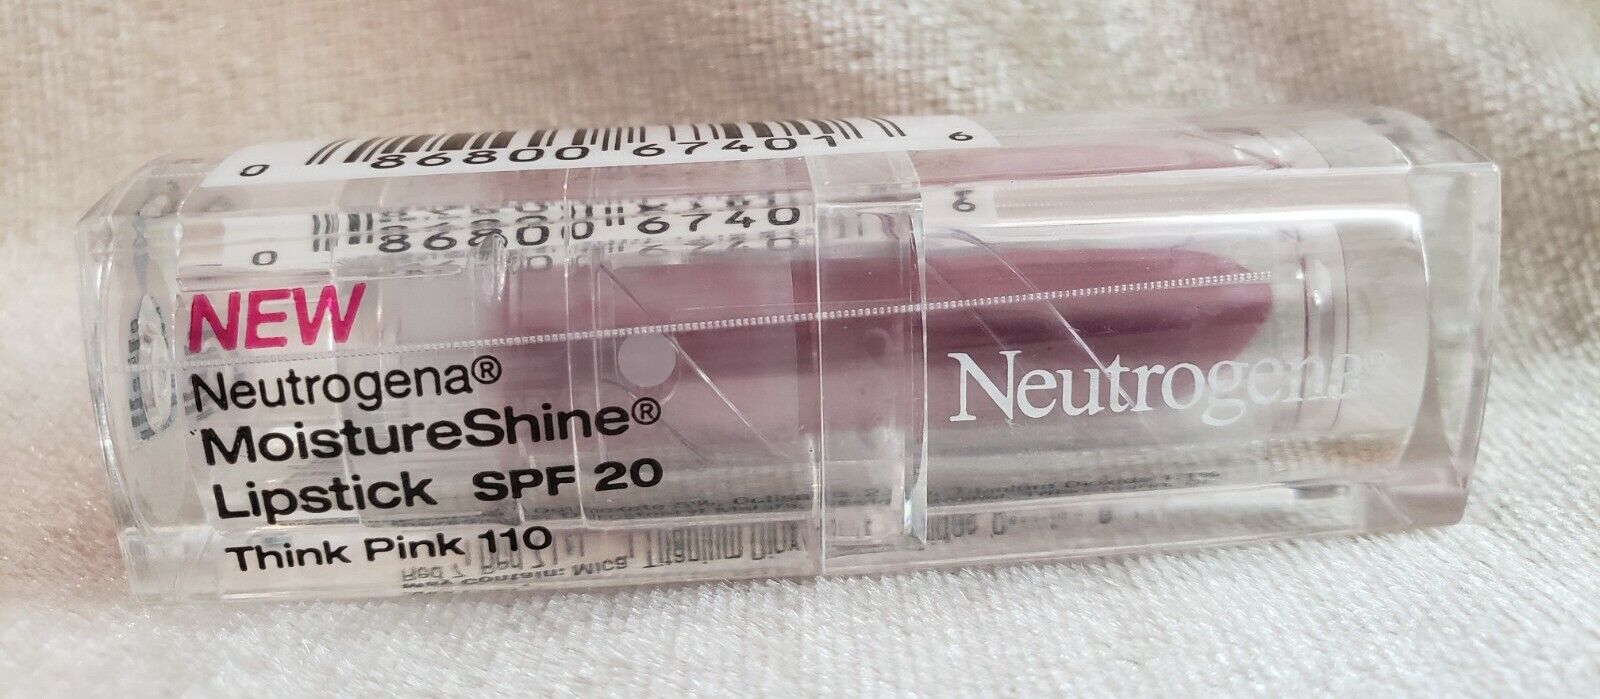 0 86800 67401 6
0 86800 6740 6
NEW
Neutrogena®
MoistureShine®
Lipstick SPF 20
Think Pink 110
Neutrogena®